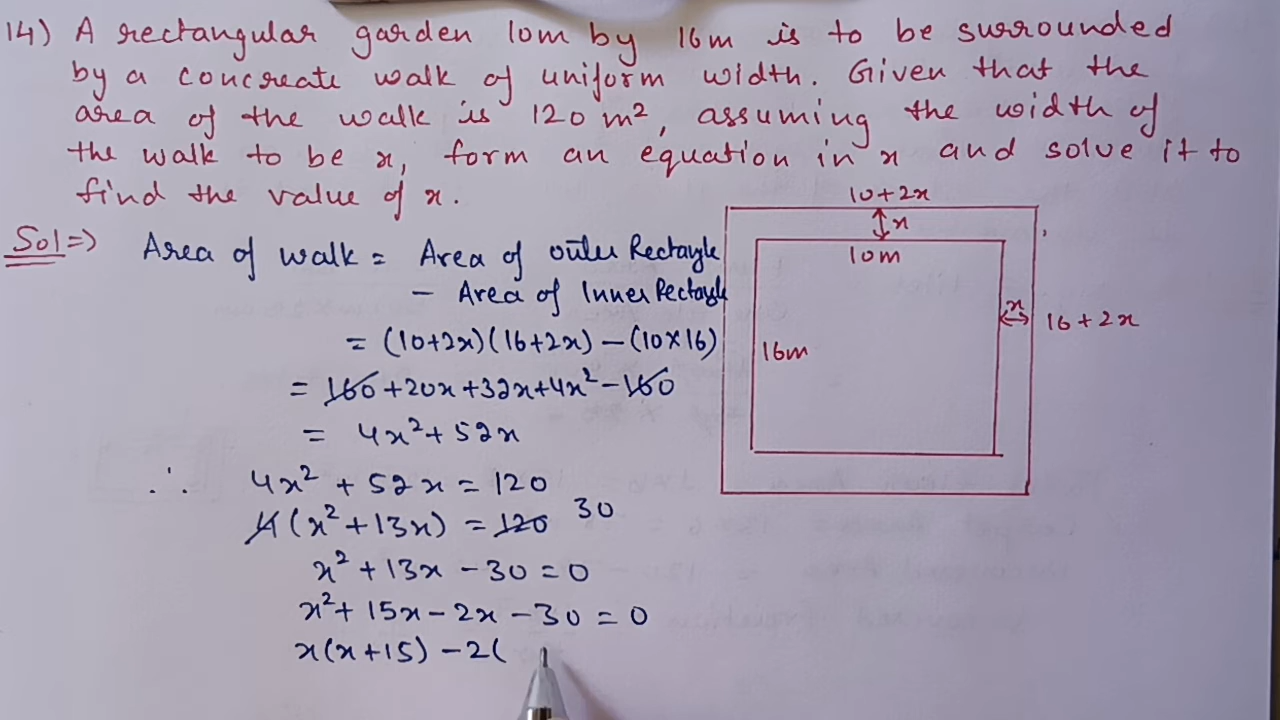 14) A rectangular garden 10m by 16m is to be surrounded
by a concreate walk of uniform width. Given that the
area of the walk is 120 m², assuming the width of
the walk to be x, form an equation in x and solve it to
find the value of x.
10+2x
x
10m
x
16+2x
16m
Sol=>
Area of walk = Area of outer Rectangle
- Area of Inner Rectangle
= (10+2x)(16+2x) - (10×16)
= 160+20x+32x+4x²-160
= 4x²+52x
∴ 4x² + 52x = 120
4(x²+13x) = 120 30
x² + 13x - 30 = 0
x²+ 15x - 2x - 30 = 0
x(x+15) - 2(